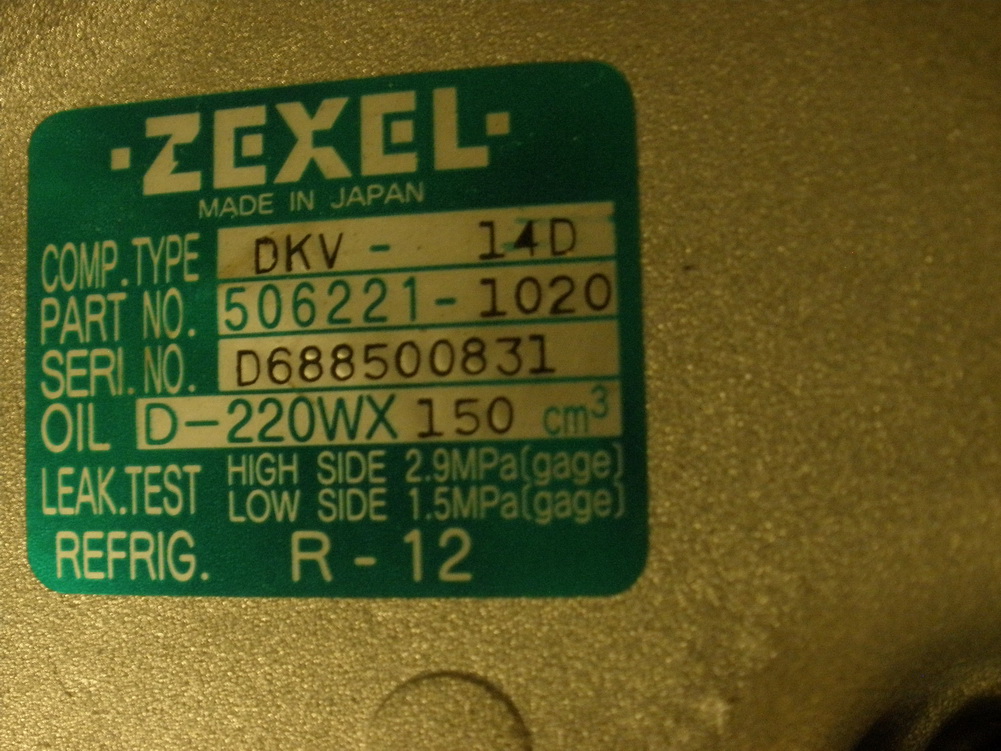 ·ZEXEL·
MADE IN JAPAN
COMP.TYPE DKV - 14D
PART NO. 506221-1020
SERI.NO. D688500831
OIL D-220WX 150 cm³
LEAK.TEST HIGH SIDE 2.9MPa(gage)
LOW SIDE 1.5MPa(gage)
REFRIG. R-12